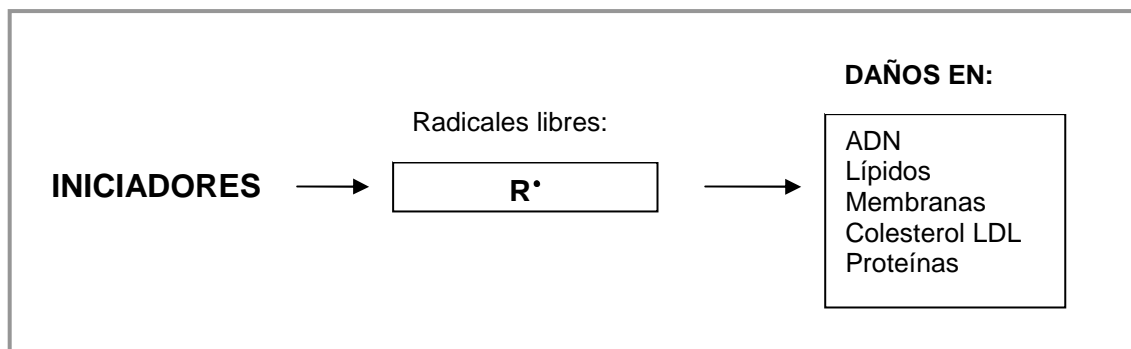 DAÑOS EN:
Radicales libres:
INICIADORES
R•
ADN
Lípidos
Membranas
Colesterol LDL
Proteínas